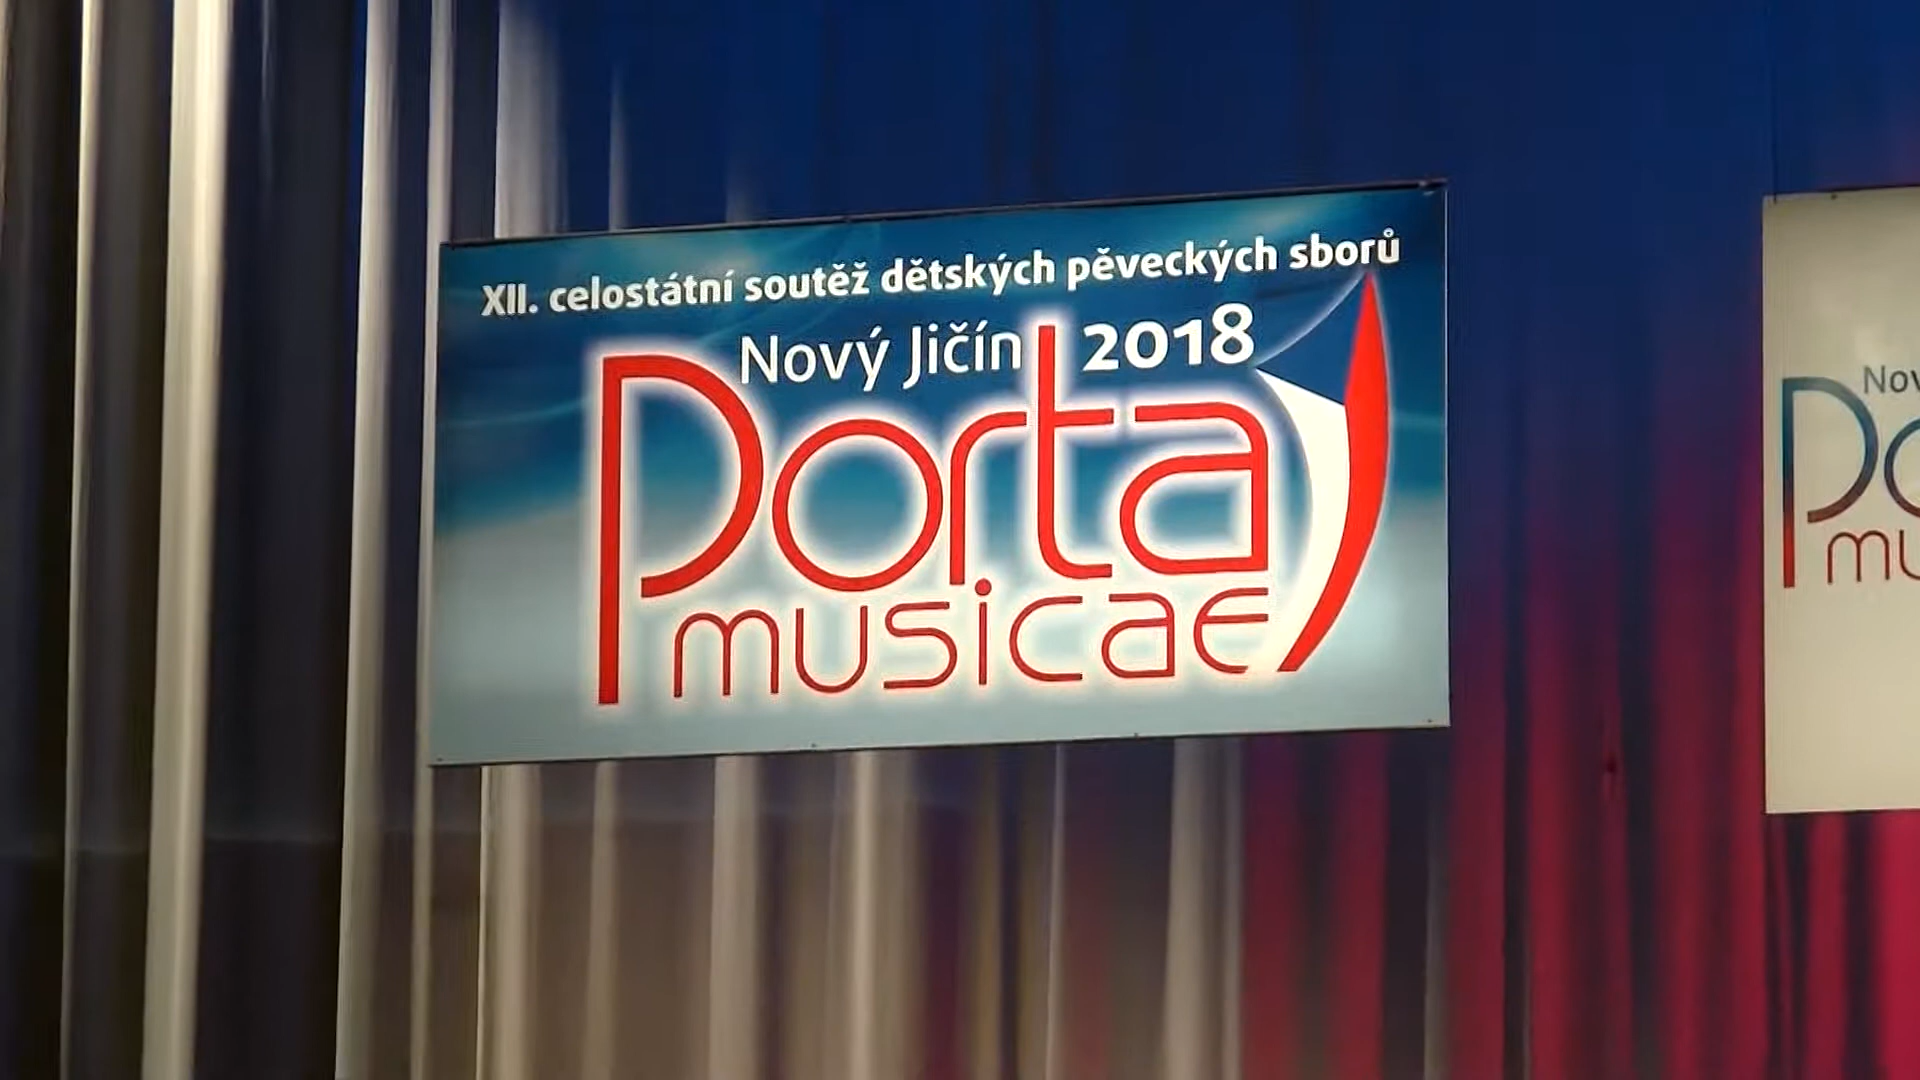 XII. celostátní soutěž dětských pěveckých sborů
Nový Jičín 2018
Porta
musicae